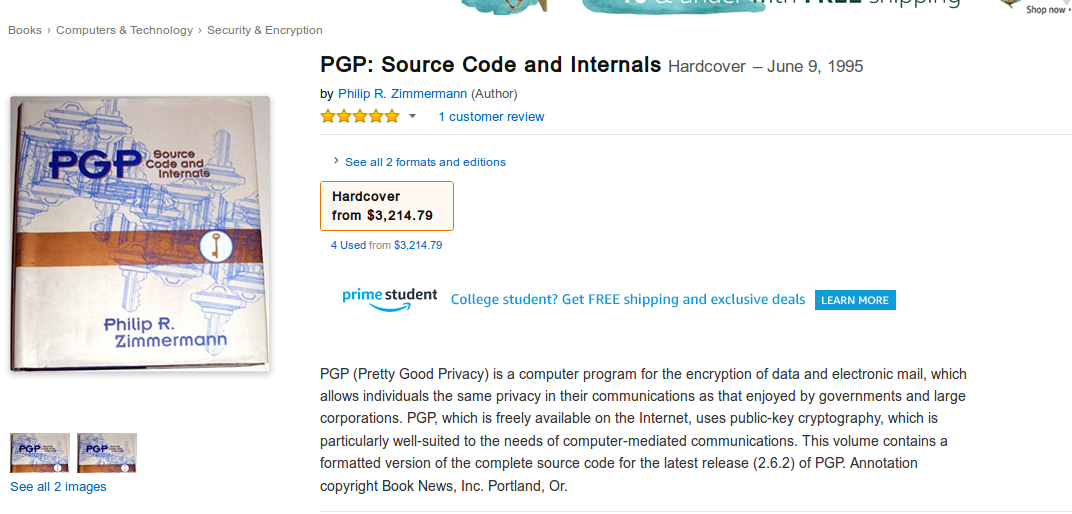 & under with FREE shipping
Shop now ›
Books › Computers & Technology › Security & Encryption
PGP: Source Code and Internals Hardcover – June 9, 1995
by Philip R. Zimmermann (Author)
1 customer review
› See all 2 formats and editions
Hardcover
from $3,214.79
4 Used from $3,214.79
prime student College student? Get FREE shipping and exclusive deals LEARN MORE
PGP Source
Code and
Internals
Philip R.
Zimmermann
PGP (Pretty Good Privacy) is a computer program for the encryption of data and electronic mail, which
allows individuals the same privacy in their communications as that enjoyed by governments and large
corporations. PGP, which is freely available on the Internet, uses public-key cryptography, which is
particularly well-suited to the needs of computer-mediated communications. This volume contains a
formatted version of the complete source code for the latest release (2.6.2) of PGP. Annotation
copyright Book News, Inc. Portland, Or.
PGP
PGP
See all 2 images